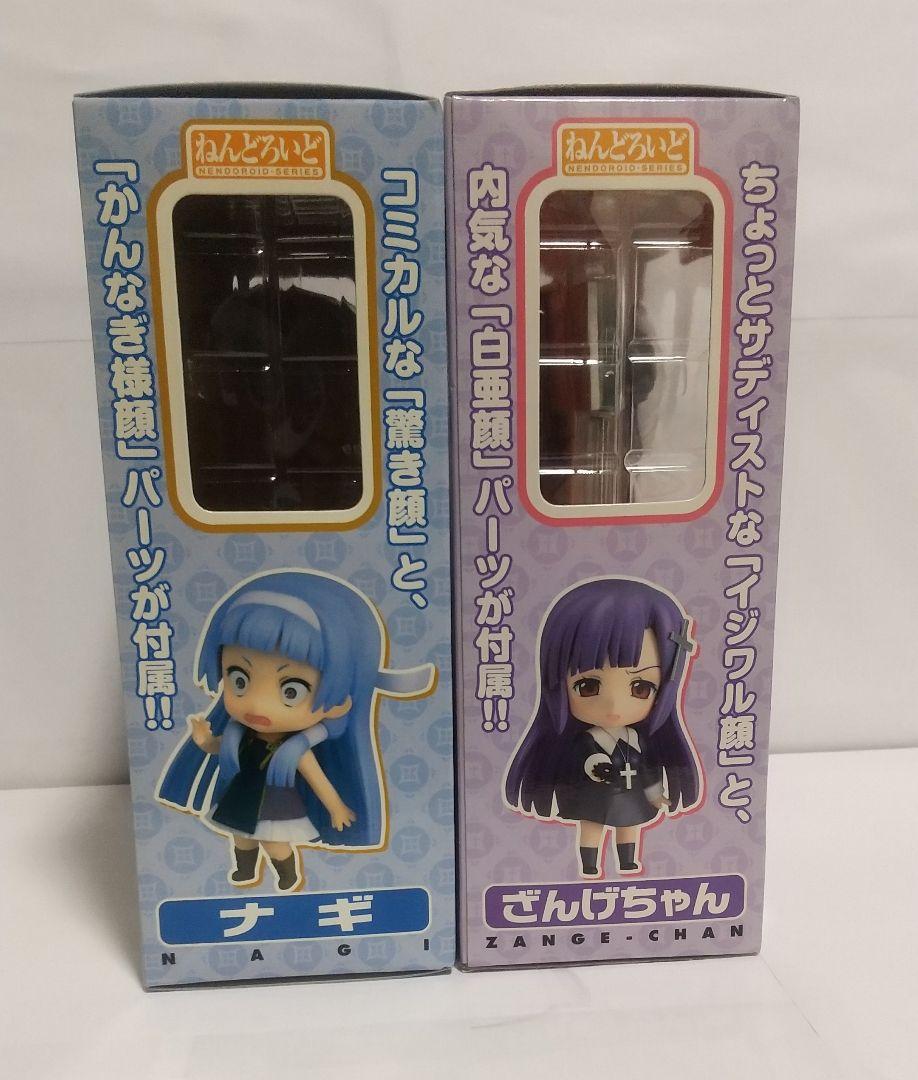 ねんどろいど
NENDOROID·SERIES
コミカルな「驚き顔」と、
「かんなぎ様顔」パーツが付属!!
ナギ
NAGI
ねんどろいど
NENDOROID·SERIES
ちょっとサディストな「イジワル顔」と、
内気な「白亜顔」パーツが付属!!
ざんげちゃん
ZANGE-CHAN